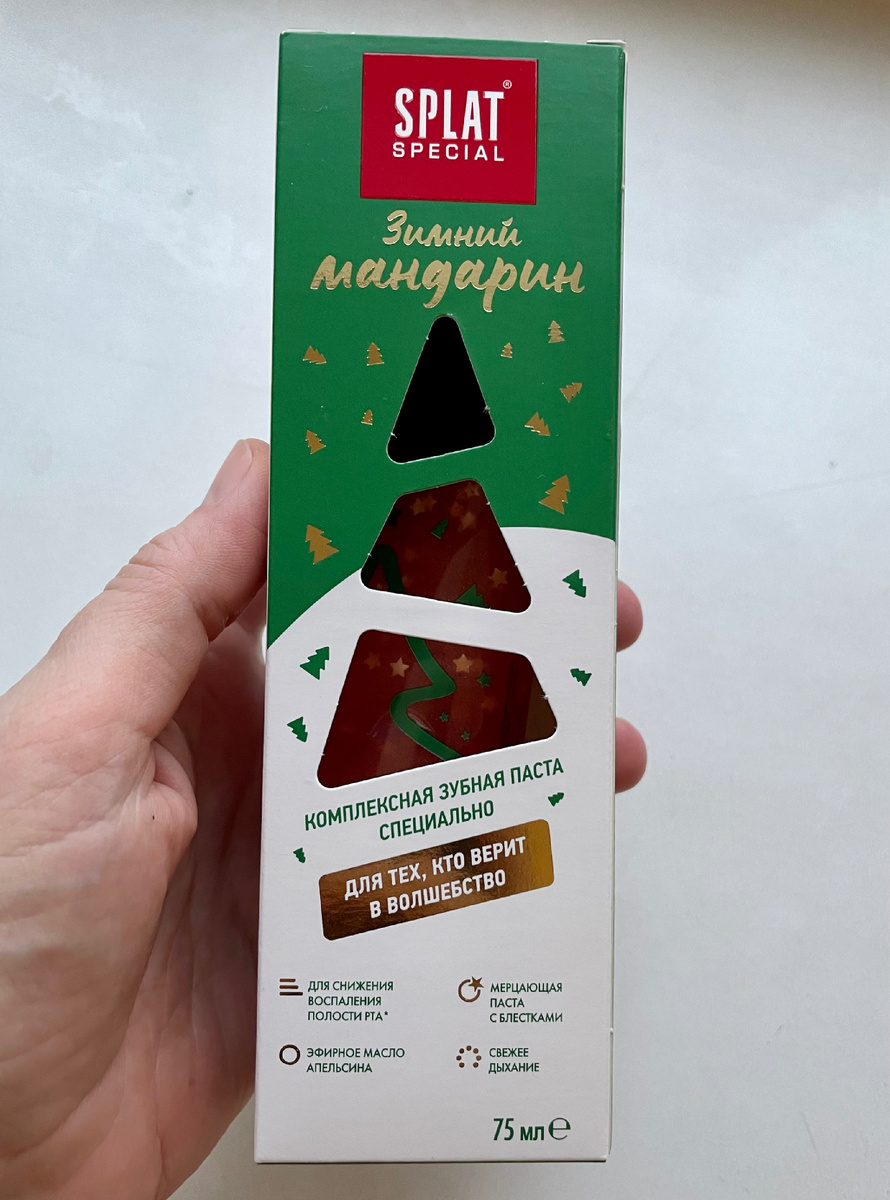 SPLAT®
SPECIAL
Зимний
мандарин
КОМПЛЕКСНАЯ ЗУБНАЯ ПАСТА
СПЕЦИАЛЬНО
ДЛЯ ТЕХ, КТО ВЕРИТ
В ВОЛШЕБСТВО
ДЛЯ СНИЖЕНИЯ
ВОСПАЛЕНИЯ
ПОЛОСТИ РТА*
МЕРЦАЮЩАЯ
ПАСТА
С БЛЕСТКАМИ
ЭФИРНОЕ МАСЛО
АПЕЛЬСИНА
СВЕЖЕЕ
ДЫХАНИЕ
75 мл ℮